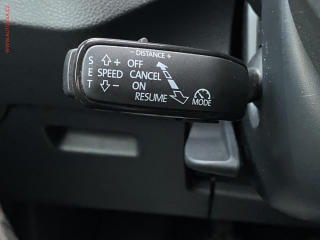 - DISTANCE +
S + OFF
E SPEED CANCEL
T - ON
RESUME MODE